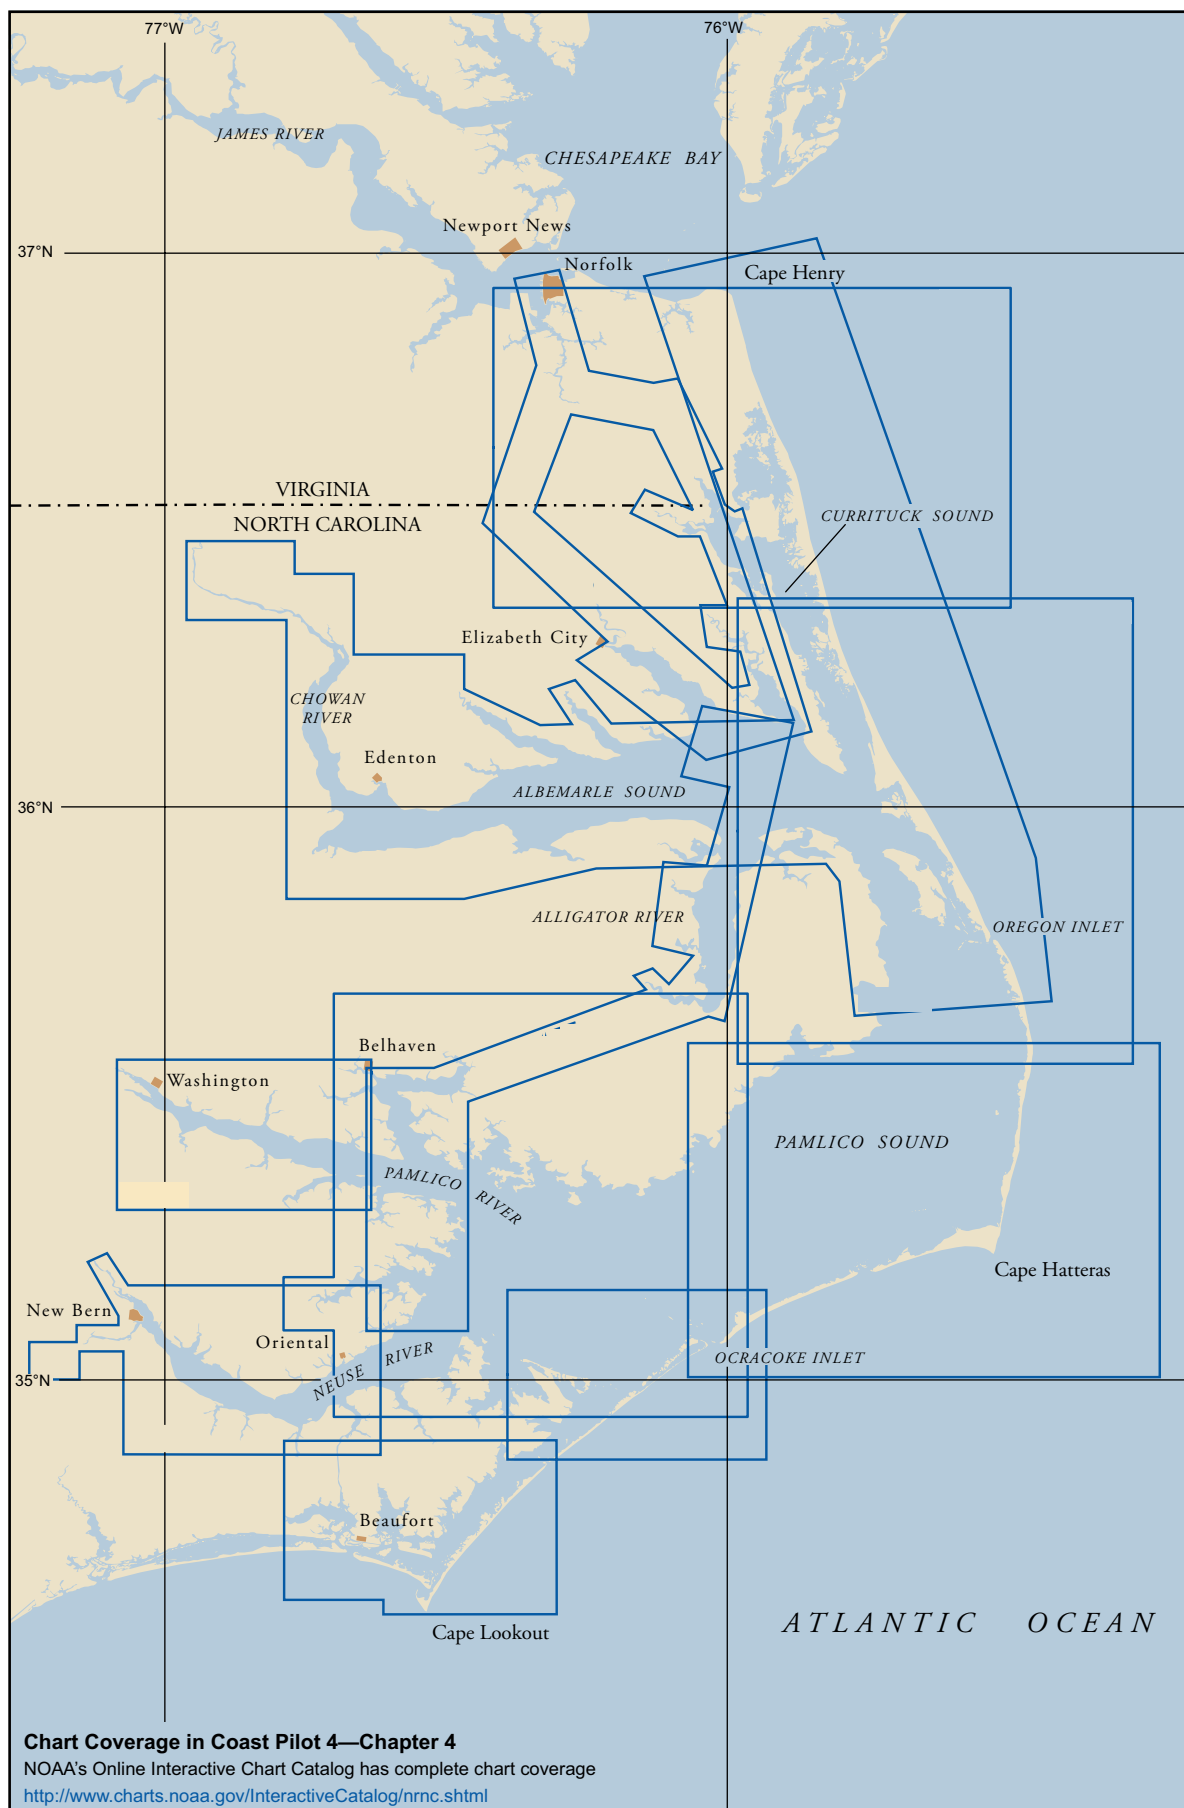 77°W
76°W
JAMES RIVER
CHESAPEAKE BAY
Newport News
37°N
Norfolk
Cape Henry
VIRGINIA
NORTH CAROLINA
CURRITUCK SOUND
Elizabeth City
CHOWAN
RIVER
Edenton
ALBEMARLE SOUND
36°N
ALLIGATOR RIVER
OREGON INLET
Belhaven
Washington
PAMLICO SOUND
PAMLICO RIVER
Cape Hatteras
New Bern
Oriental
NEUSE RIVER
OCRACOKE INLET
35°N
Beaufort
ATLANTIC OCEAN
Cape Lookout
Chart Coverage in Coast Pilot 4—Chapter 4
NOAA's Online Interactive Chart Catalog has complete chart coverage
http://www.charts.noaa.gov/InteractiveCatalog/nrnc.shtml